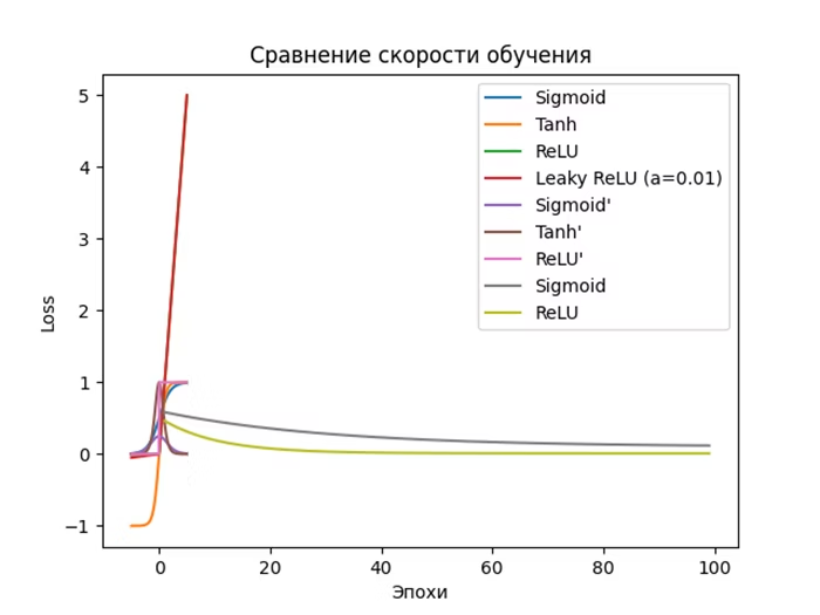 Сравнение скорости обучения
5
4
3
2
1
0
−1
Loss
Sigmoid
Tanh
ReLU
Leaky ReLU (a=0.01)
Sigmoid'
Tanh'
ReLU'
Sigmoid
ReLU
0 20 40 60 80 100
Эпохи